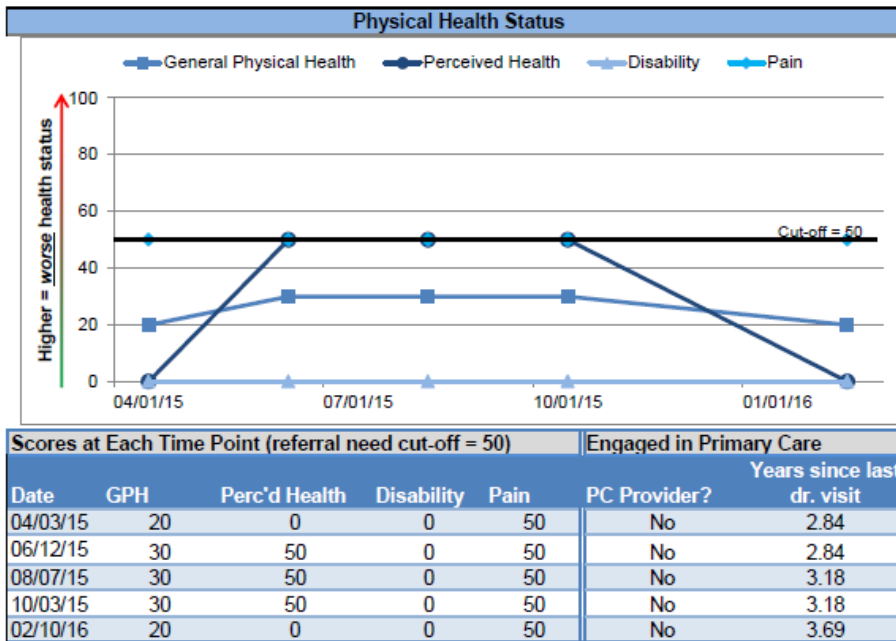 Physical Health Status
General Physical Health Perceived Health Disability Pain
Higher = worse health status
100
80
60
40
20
0
Cut-off = 50
04/01/15 07/01/15 10/01/15 01/01/16
Scores at Each Time Point (referral need cut-off = 50) Engaged in Primary Care
Years since last
Date GPH Perc'd Health Disability Pain PC Provider? dr. visit
04/03/15 20 0 0 50 No 2.84
06/12/15 30 50 0 50 No 2.84
08/07/15 30 50 0 50 No 3.18
10/03/15 30 50 0 50 No 3.18
02/10/16 20 0 0 50 No 3.69